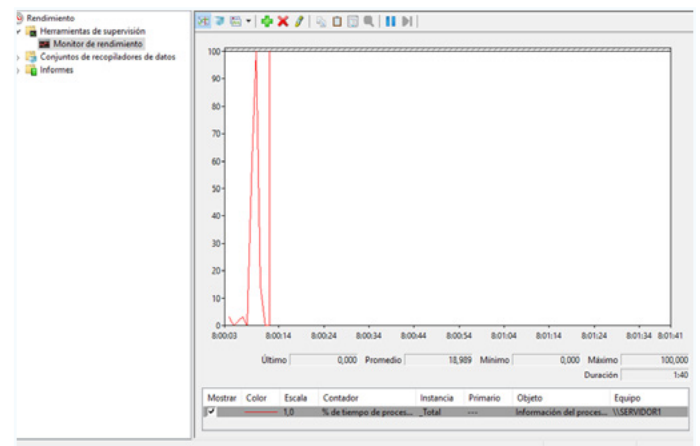 Rendimiento
Herramientas de supervisión
Monitor de rendimiento
Conjuntos de recopiladores de datos
Informes
100
90
80
70
60
50
40
30
20
10
0
8:00:03 8:00:14 8:00:24 8:00:34 8:00:44 8:00:54 8:01:04 8:01:14 8:01:24 8:01:34 8:01:41
Último 0,000 Promedio 18,989 Mínimo 0,000 Máximo 100,000
Duración 1:40
Mostrar Color Escala Contador Instancia Primario Objeto Equipo
1,0 % de tiempo de proces... _Total --- Información del proces... \\SERVIDOR1